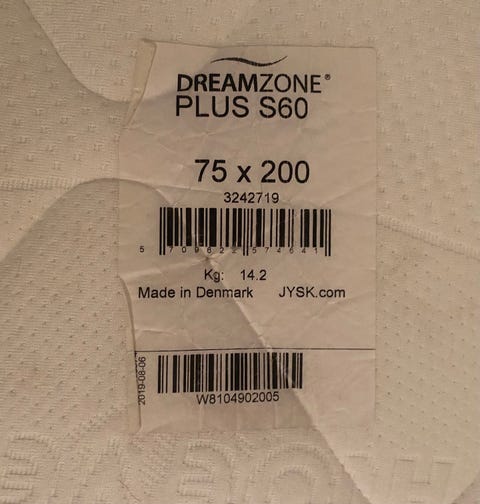 DREAMZONE®
PLUS S60
75 x 200
3242719
5 709622 574641
Kg: 14.2
Made in Denmark JYSK.com
2019-08-06
W8104902005